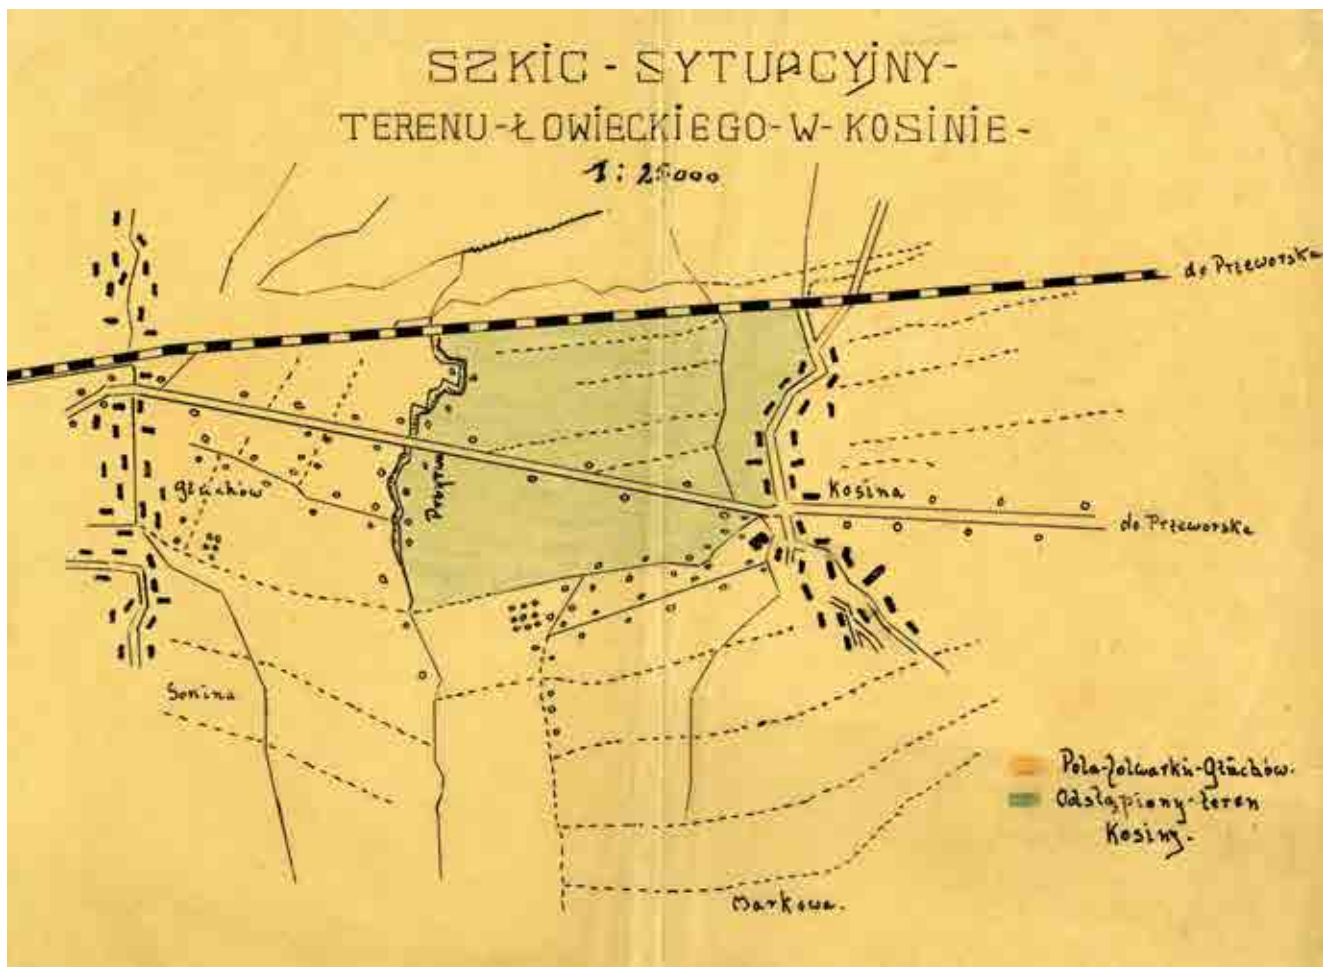 SZKIC - SYTUACYJNY-
TERENU-ŁOWIECKIEGO-W-KOSINIE-
1:25000
do Przeworska
Głuchów
Kosina
do Przeworska
Sonina
Pola-folwarku-Głuchów.
Odstąpiony-teren
Kosiny-
Markowa.